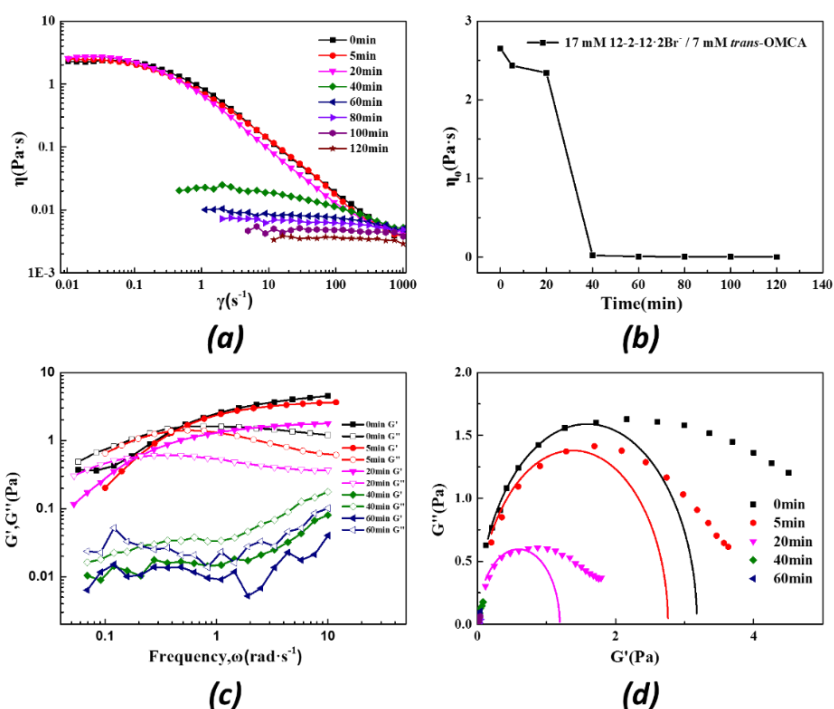 η(Pa·s)
10
1
0.1
0.01
1E-3
0.01 0.1 1 10 100 1000
γ(s⁻¹)
0min
5min
20min
40min
60min
80min
100min
120min
(a)
η₀(Pa·s)
3
2
1
0
0 20 40 60 80 100 120 140
Time(min)
17 mM 12-2-12·2Br⁻ / 7 mM trans-OMCA
(b)
G',G''(Pa)
10
1
0.1
0.01
0.1 1 10
Frequency,ω(rad·s⁻¹)
0min G'
0min G''
5min G'
5min G''
20min G'
20min G''
40min G'
40min G''
60min G'
60min G''
(c)
G''(Pa)
2.0
1.5
1.0
0.5
0.0
0 2 4
G'(Pa)
0min
5min
20min
40min
60min
(d)